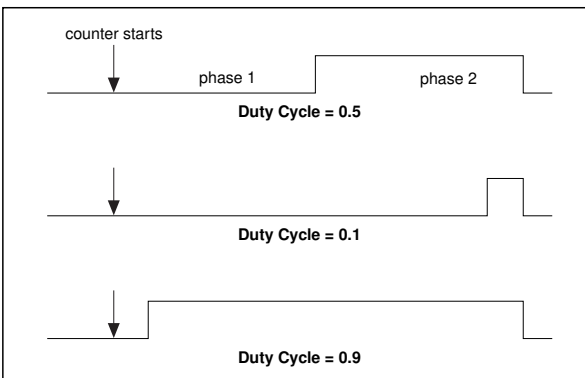 counter starts
phase 1
phase 2
Duty Cycle = 0.5
Duty Cycle = 0.1
Duty Cycle = 0.9